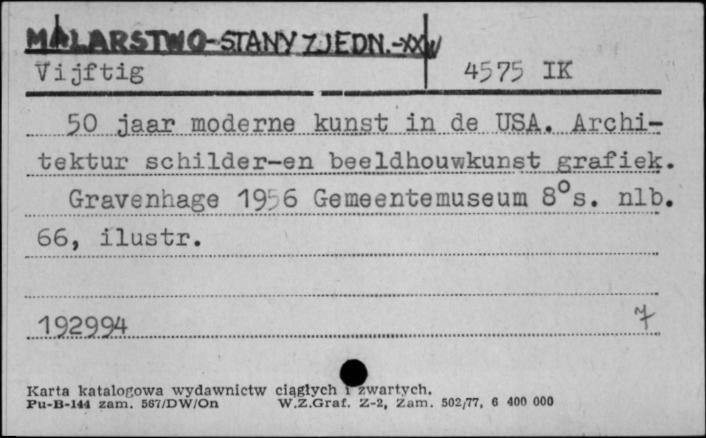 MALARSTWO-STANY ZJEDN.-XXW
Vijftig 4575 IK
50 jaar moderne kunst in de USA. Archi-
tektur schilder-en beeldhouwkunst grafiek.
Gravenhage 1956 Gemeentemuseum 8°s. nlb.
66, ilustr.
192994 7
Karta katalogowa wydawnictw ciągłych i zwartych.
Pu-B-144 zam. 567/DW/On W.Z.Graf. Z-2, Zam. 502/77, 6 400 000